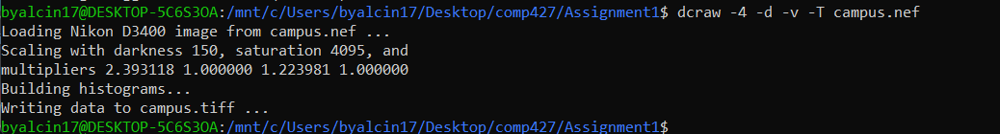 byalcin17@DESKTOP-5C6S3OA:/mnt/c/Users/byalcin17/Desktop/comp427/Assignment1$ dcraw -4 -d -v -T campus.nef
Loading Nikon D3400 image from campus.nef ...
Scaling with darkness 150, saturation 4095, and
multipliers 2.393118 1.000000 1.223981 1.000000
Building histograms...
Writing data to campus.tiff ...
byalcin17@DESKTOP-5C6S3OA:/mnt/c/Users/byalcin17/Desktop/comp427/Assignment1$